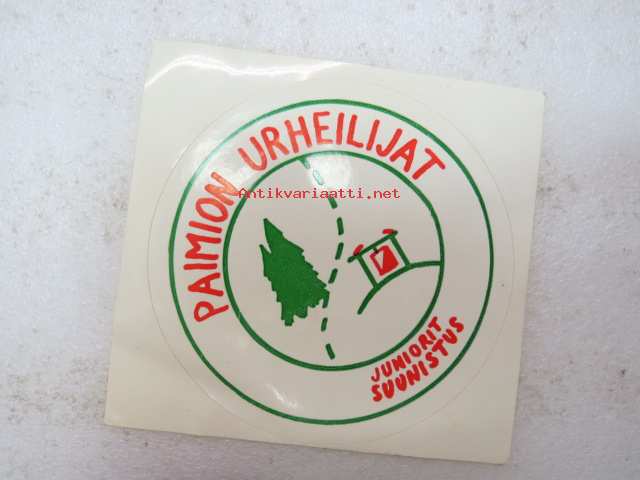 PAIMION URHEILIJAT
Antikvariaatti.net
JUNIORIT
SUUNISTUS